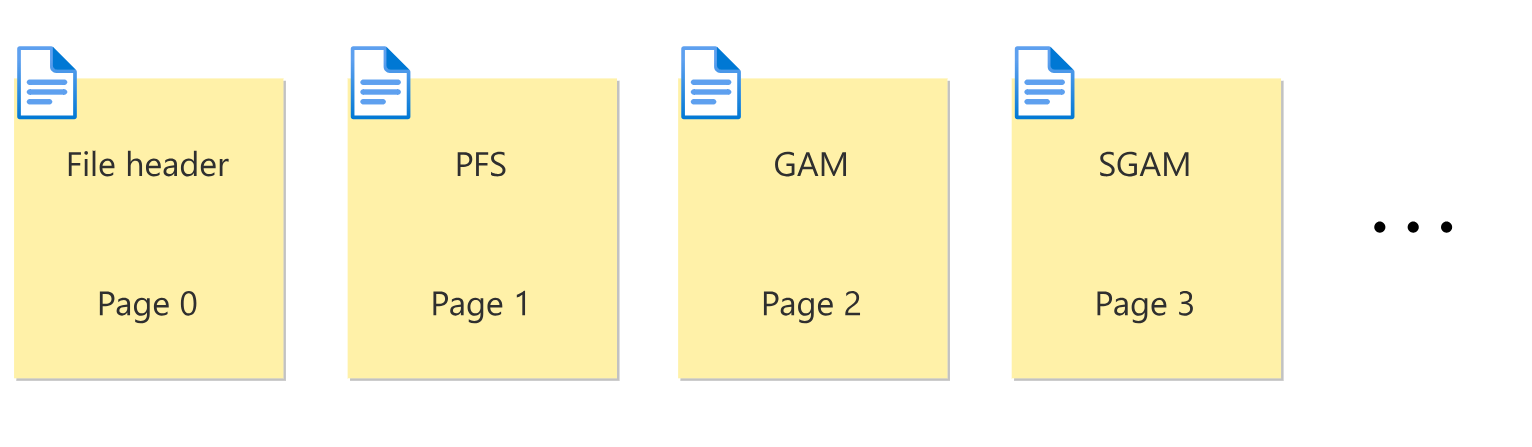 File header
Page 0
PFS
Page 1
GAM
Page 2
SGAM
Page 3
...